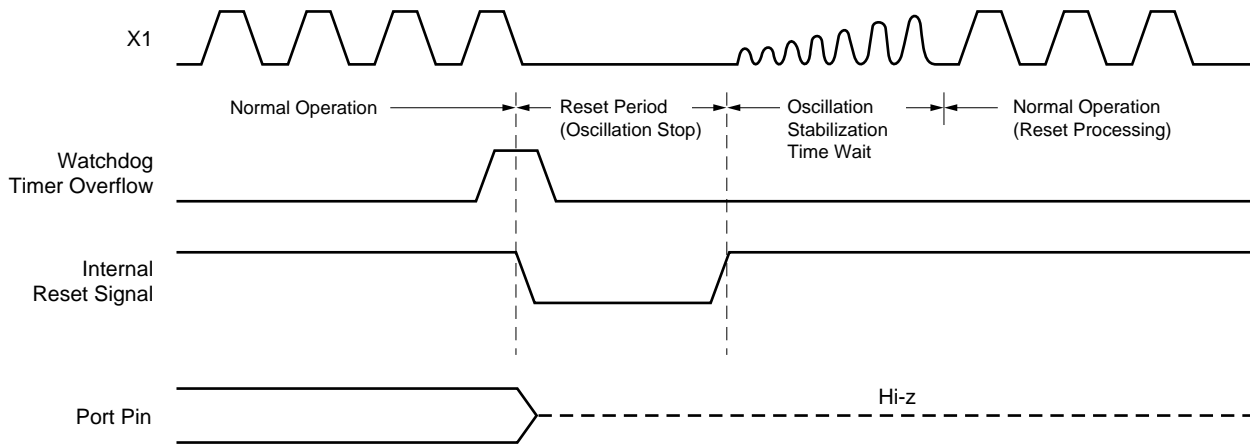 X1
Normal Operation
Reset Period
(Oscillation Stop)
Oscillation
Stabilization
Time Wait
Normal Operation
(Reset Processing)
Watchdog
Timer Overflow
Internal
Reset Signal
Hi-z
Port Pin